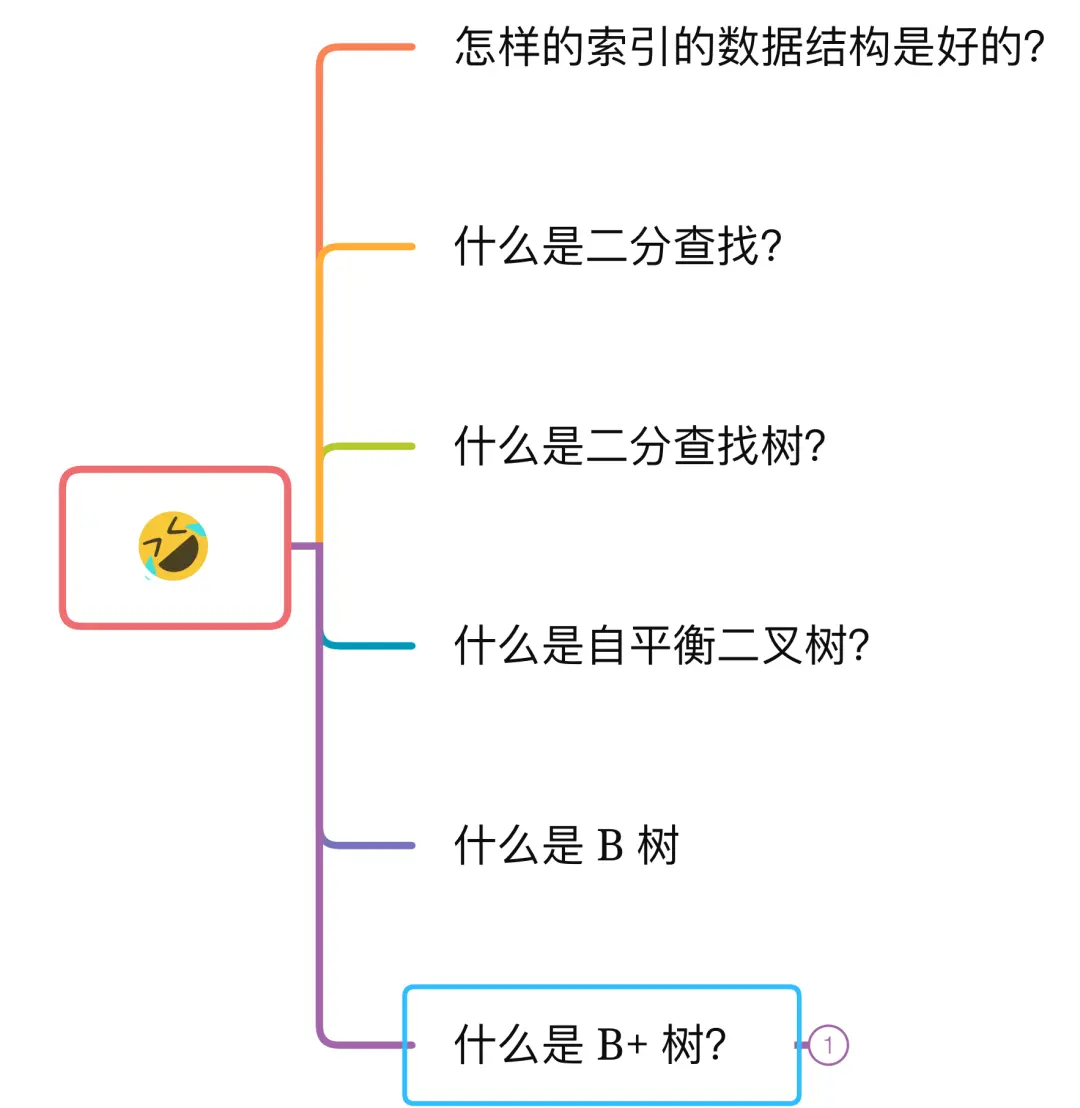 怎样的索引的数据结构是好的?
什么是二分查找?
什么是二分查找树?
什么是自平衡二叉树?
什么是 B 树
什么是 B+ 树?
1